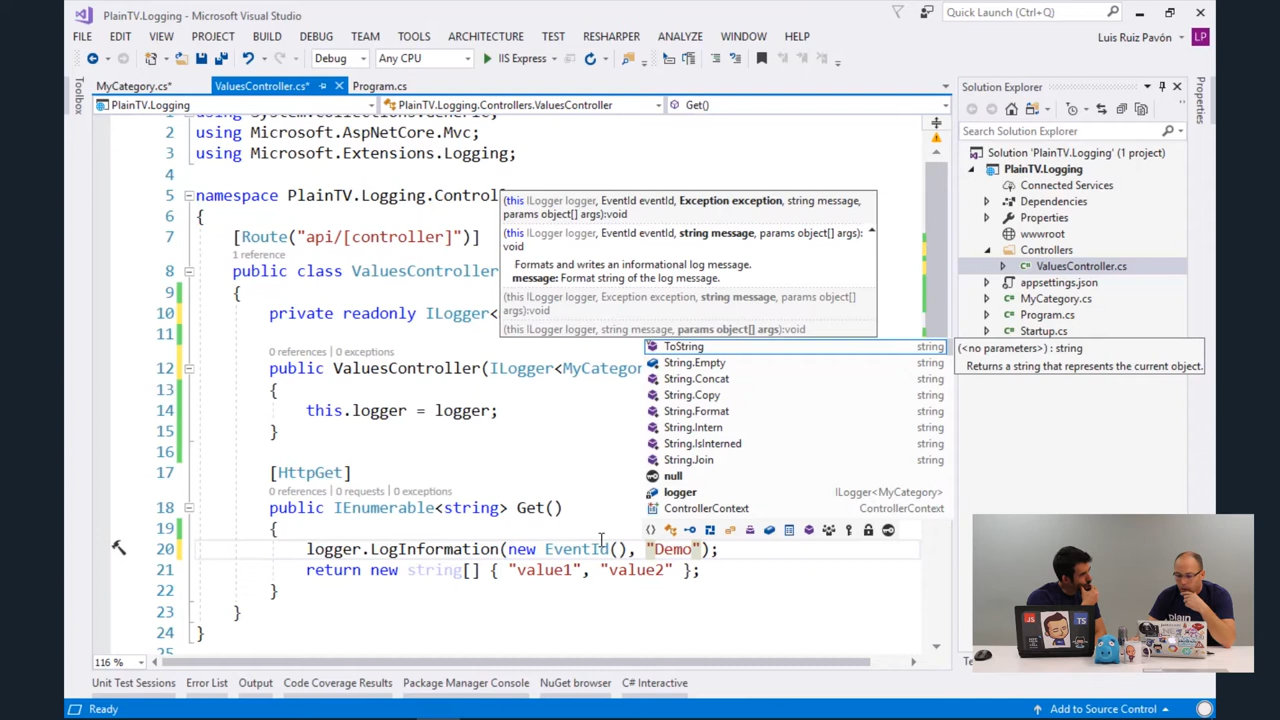 PlainTV.Logging - Microsoft Visual Studio
Quick Launch (Ctrl+Q)
FILE EDIT VIEW PROJECT BUILD DEBUG TEAM TOOLS ARCHITECTURE TEST RESHARPER ANALYZE WINDOW HELP
Luis Ruiz Pavón LP
Debug Any CPU IIS Express
Toolbox
MyCategory.cs* ValuesController.cs* Program.cs
Solution Explorer
Properties
PlainTV.Logging PlainTV.Logging.Controllers.ValuesController Get()
Search Solution Explorer
Solution 'PlainTV.Logging' (1 project)
PlainTV.Logging
Connected Services
Dependencies
Properties
wwwroot
Controllers
ValuesController.cs
appsettings.json
MyCategory.cs
Program.cs
Startup.cs
1 using System.Collections.Generic;
2 using Microsoft.AspNetCore.Mvc;
3 using Microsoft.Extensions.Logging;
4
5 namespace PlainTV.Logging.Controll
6 {
7 [Route("api/[controller]")]
1 reference
8 public class ValuesController
9 {
10 private readonly ILogger<
11
0 references | 0 exceptions
12 public ValuesController(ILogger<MyCategor
13 {
14 this.logger = logger;
15 }
16
17 [HttpGet]
0 references | 0 requests | 0 exceptions
18 public IEnumerable<string> Get()
19 {
20 logger.LogInformation(new EventId(), "Demo");
21 return new string[] { "value1", "value2" };
22 }
23 }
24 }
25
(this ILogger logger, EventId eventId, Exception exception, string message,
params object[] args):void
(this ILogger logger, EventId eventId, string message, params object[] args):
void
Formats and writes an informational log message.
message: Format string of the log message.
(this ILogger logger, Exception exception, string message, params object[]
args):void
(this ILogger logger, string message, params object[] args):void
ToString string
String.Empty string
String.Concat string
String.Copy string
String.Format string
String.Intern string
String.IsInterned string
String.Join string
null
logger ILogger<MyCategory>
ControllerContext ControllerContext
(<no parameters>) : string
Returns a string that represents the current object.
JS
TS
plain
116 %
Te
Unit Test Sessions Error List Output Code Coverage Results Package Manager Console NuGet browser C# Interactive
Ready
Add to Source Control